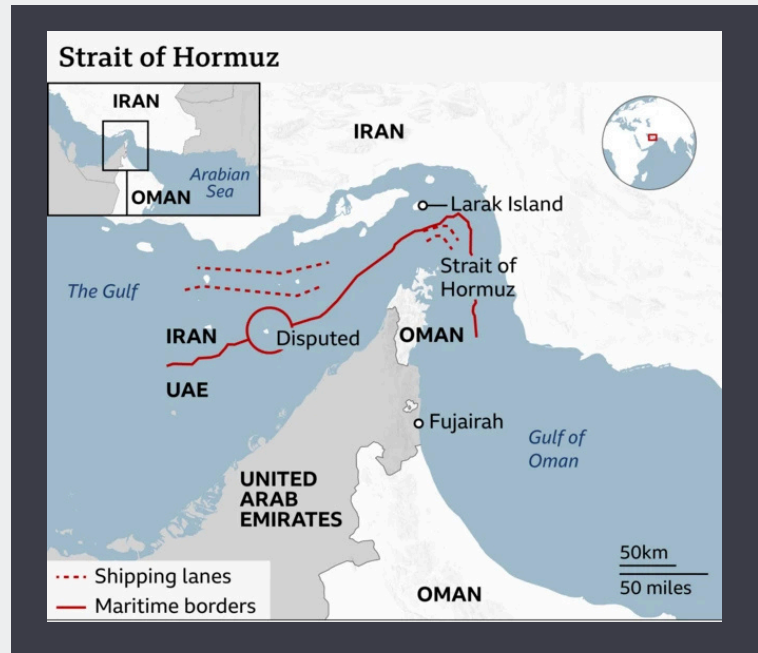 Strait of Hormuz
IRAN
Arabian
Sea
OMAN
IRAN
Larak Island
Strait of
Hormuz
The Gulf
IRAN
Disputed
OMAN
UAE
Fujairah
Gulf of
Oman
UNITED
ARAB
EMIRATES
50km
50 miles
Shipping lanes
Maritime borders
OMAN